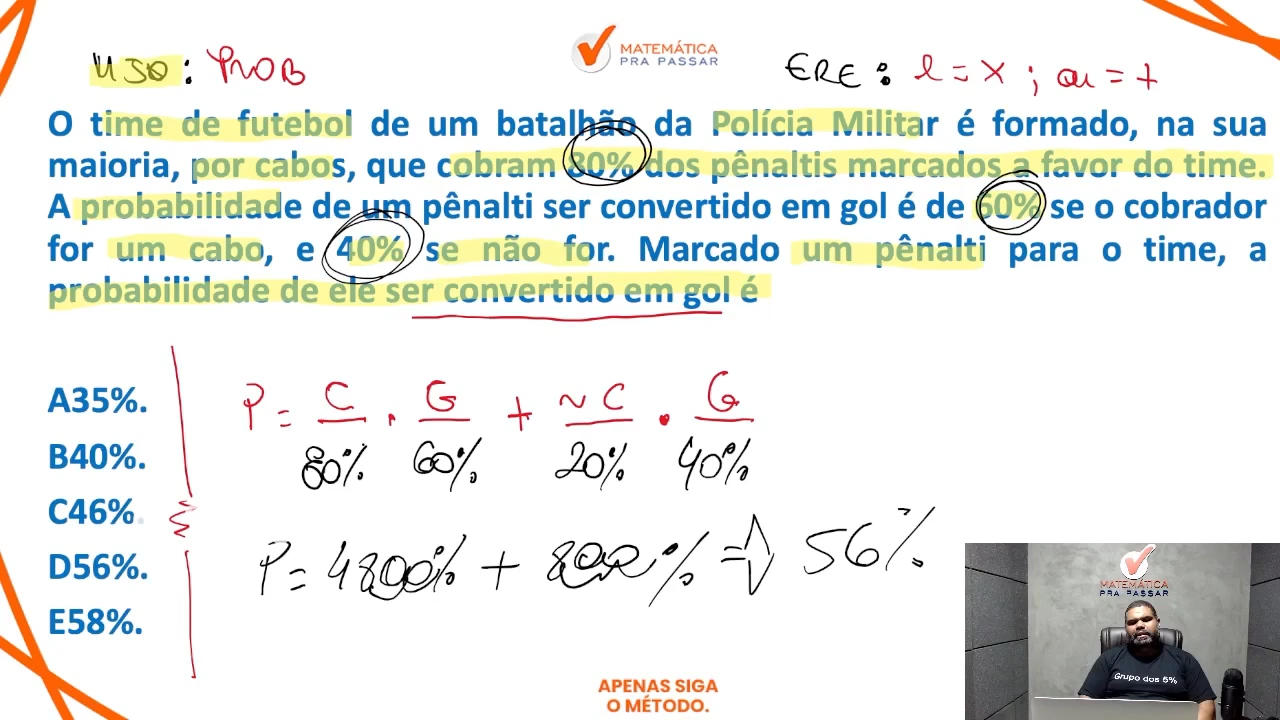 MATEMÁTICA
PRA PASSAR
USO : PROB
ERE : e = x ; ou = +
O time de futebol de um batalhão da Polícia Militar é formado, na sua
maioria, por cabos, que cobram 80% dos pênaltis marcados a favor do time.
A probabilidade de um pênalti ser convertido em gol é de 60% se o cobrador
for um cabo, e 40% se não for. Marcado um pênalti para o time, a
probabilidade de ele ser convertido em gol é
A35%.
B40%.
C46%.
D56%.
E58%.
P = C . G + ~C . G
80% 60% 20% 40%
P = 4800% + 800% => 56%
MATEMÁTICA
PRA PASSAR
Grupo dos 5%
APENAS SIGA
O MÉTODO.